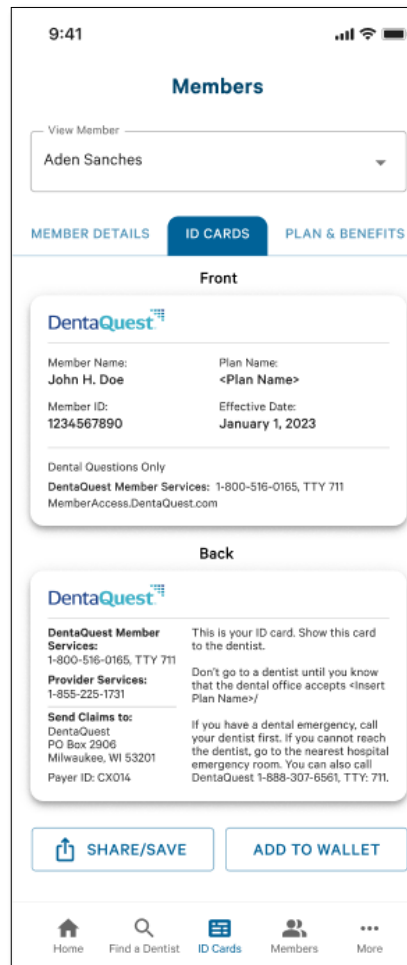 9:41
Members
View Member
Aden Sanches
MEMBER DETAILS
ID CARDS
PLAN & BENEFITS
Front
DentaQuest
Member Name:
John H. Doe
Plan Name:
<Plan Name>
Member ID:
1234567890
Effective Date:
January 1, 2023
Dental Questions Only
DentaQuest Member Services: 1-800-516-0165, TTY 711
MemberAccess.DentaQuest.com
Back
DentaQuest
DentaQuest Member
Services:
1-800-516-0165, TTY 711
Provider Services:
1-855-225-1731
Send Claims to:
DentaQuest
PO Box 2906
Milwaukee, WI 53201
Payer ID: CX014
This is your ID card. Show this card
to the dentist.
Don't go to a dentist until you know
that the dental office accepts <Insert
Plan Name>/
If you have a dental emergency, call
your dentist first. If you cannot reach
the dentist, go to the nearest hospital
emergency room. You can also call
DentaQuest 1-888-307-6561, TTY: 711.
SHARE/SAVE
ADD TO WALLET
Home
Find a Dentist
ID Cards
Members
More